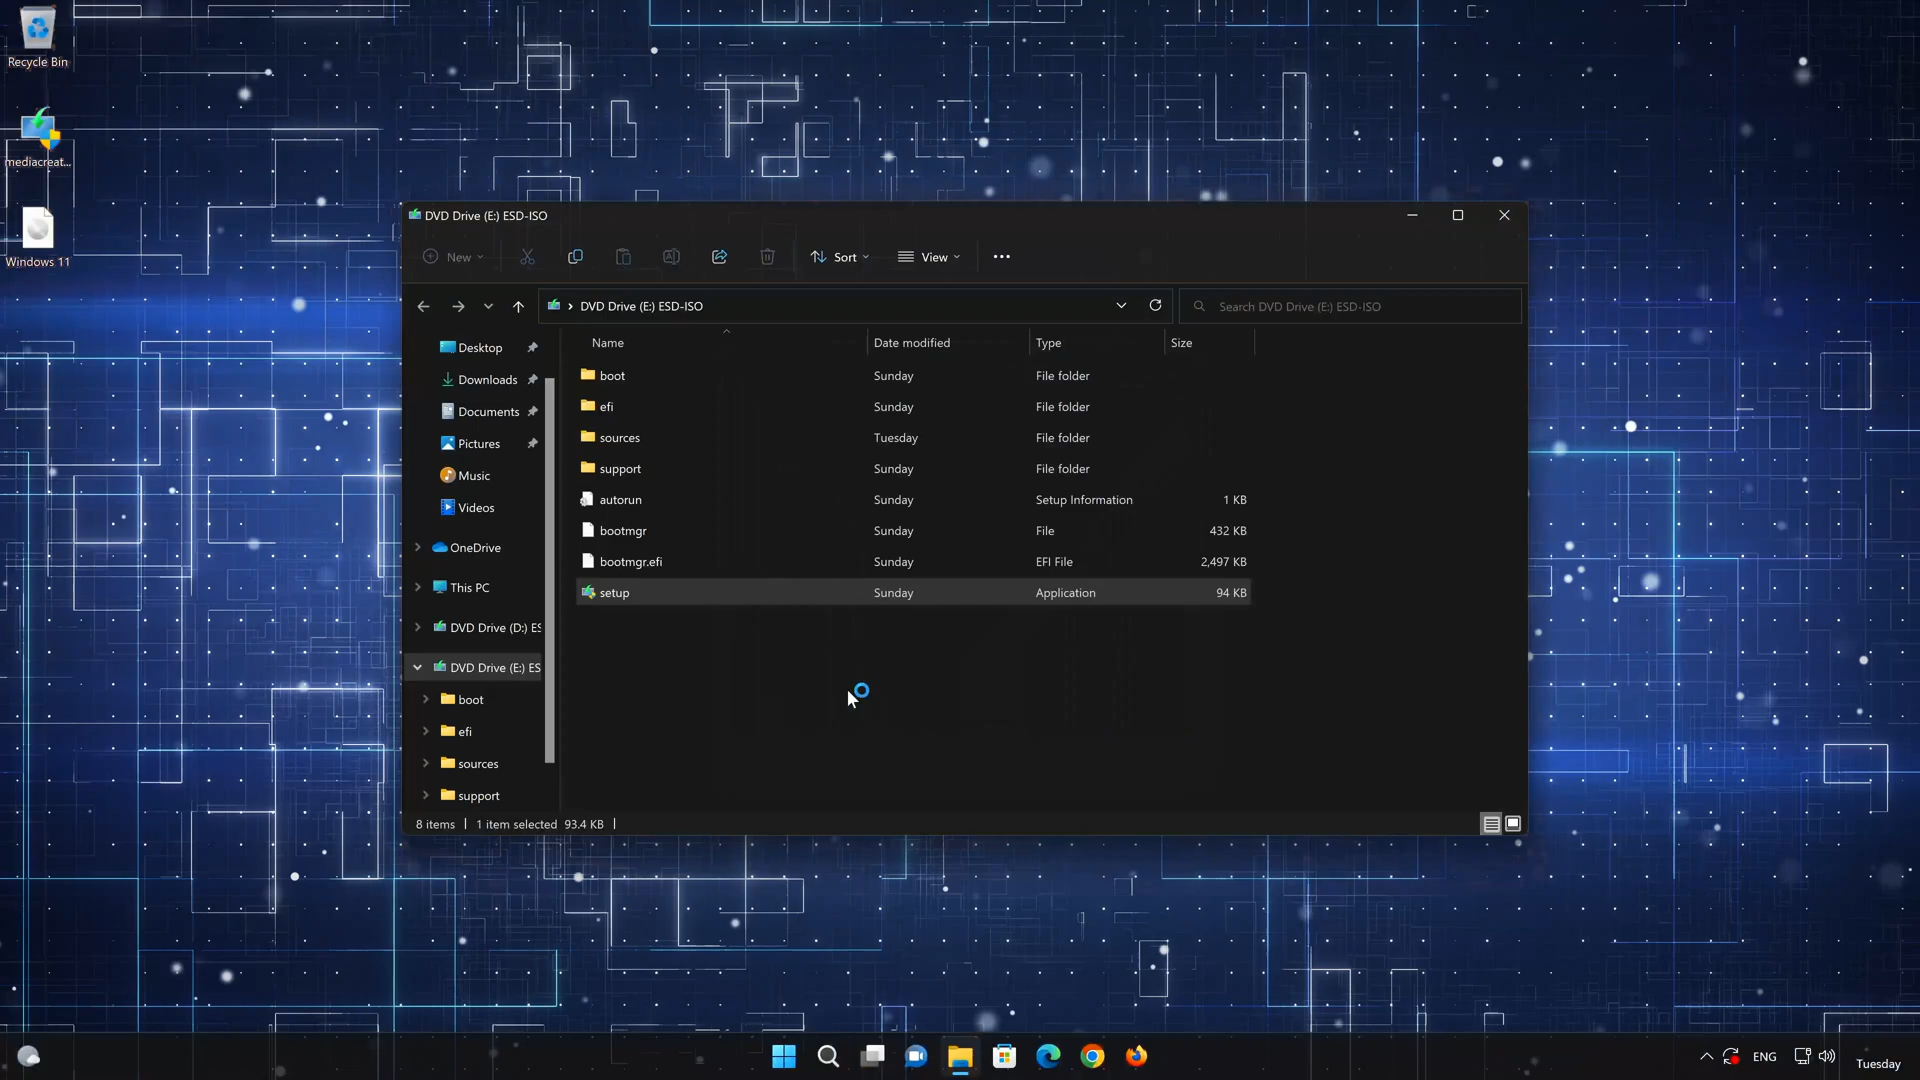 Recycle Bin
mediacreat...
Windows 11
DVD Drive (E:) ESD-ISO
New
Sort
View
DVD Drive (E:) ESD-ISO
Search DVD Drive (E:) ESD-ISO
Desktop
Downloads
Documents
Pictures
Music
Videos
OneDrive
This PC
DVD Drive (D:) ES
DVD Drive (E:) ES
boot
efi
sources
support
Name Date modified Type Size
boot Sunday File folder
efi Sunday File folder
sources Tuesday File folder
support Sunday File folder
autorun Sunday Setup Information 1 KB
bootmgr Sunday File 432 KB
bootmgr.efi Sunday EFI File 2,497 KB
setup Sunday Application 94 KB
8 items 1 item selected 93.4 KB
ENG
Tuesday